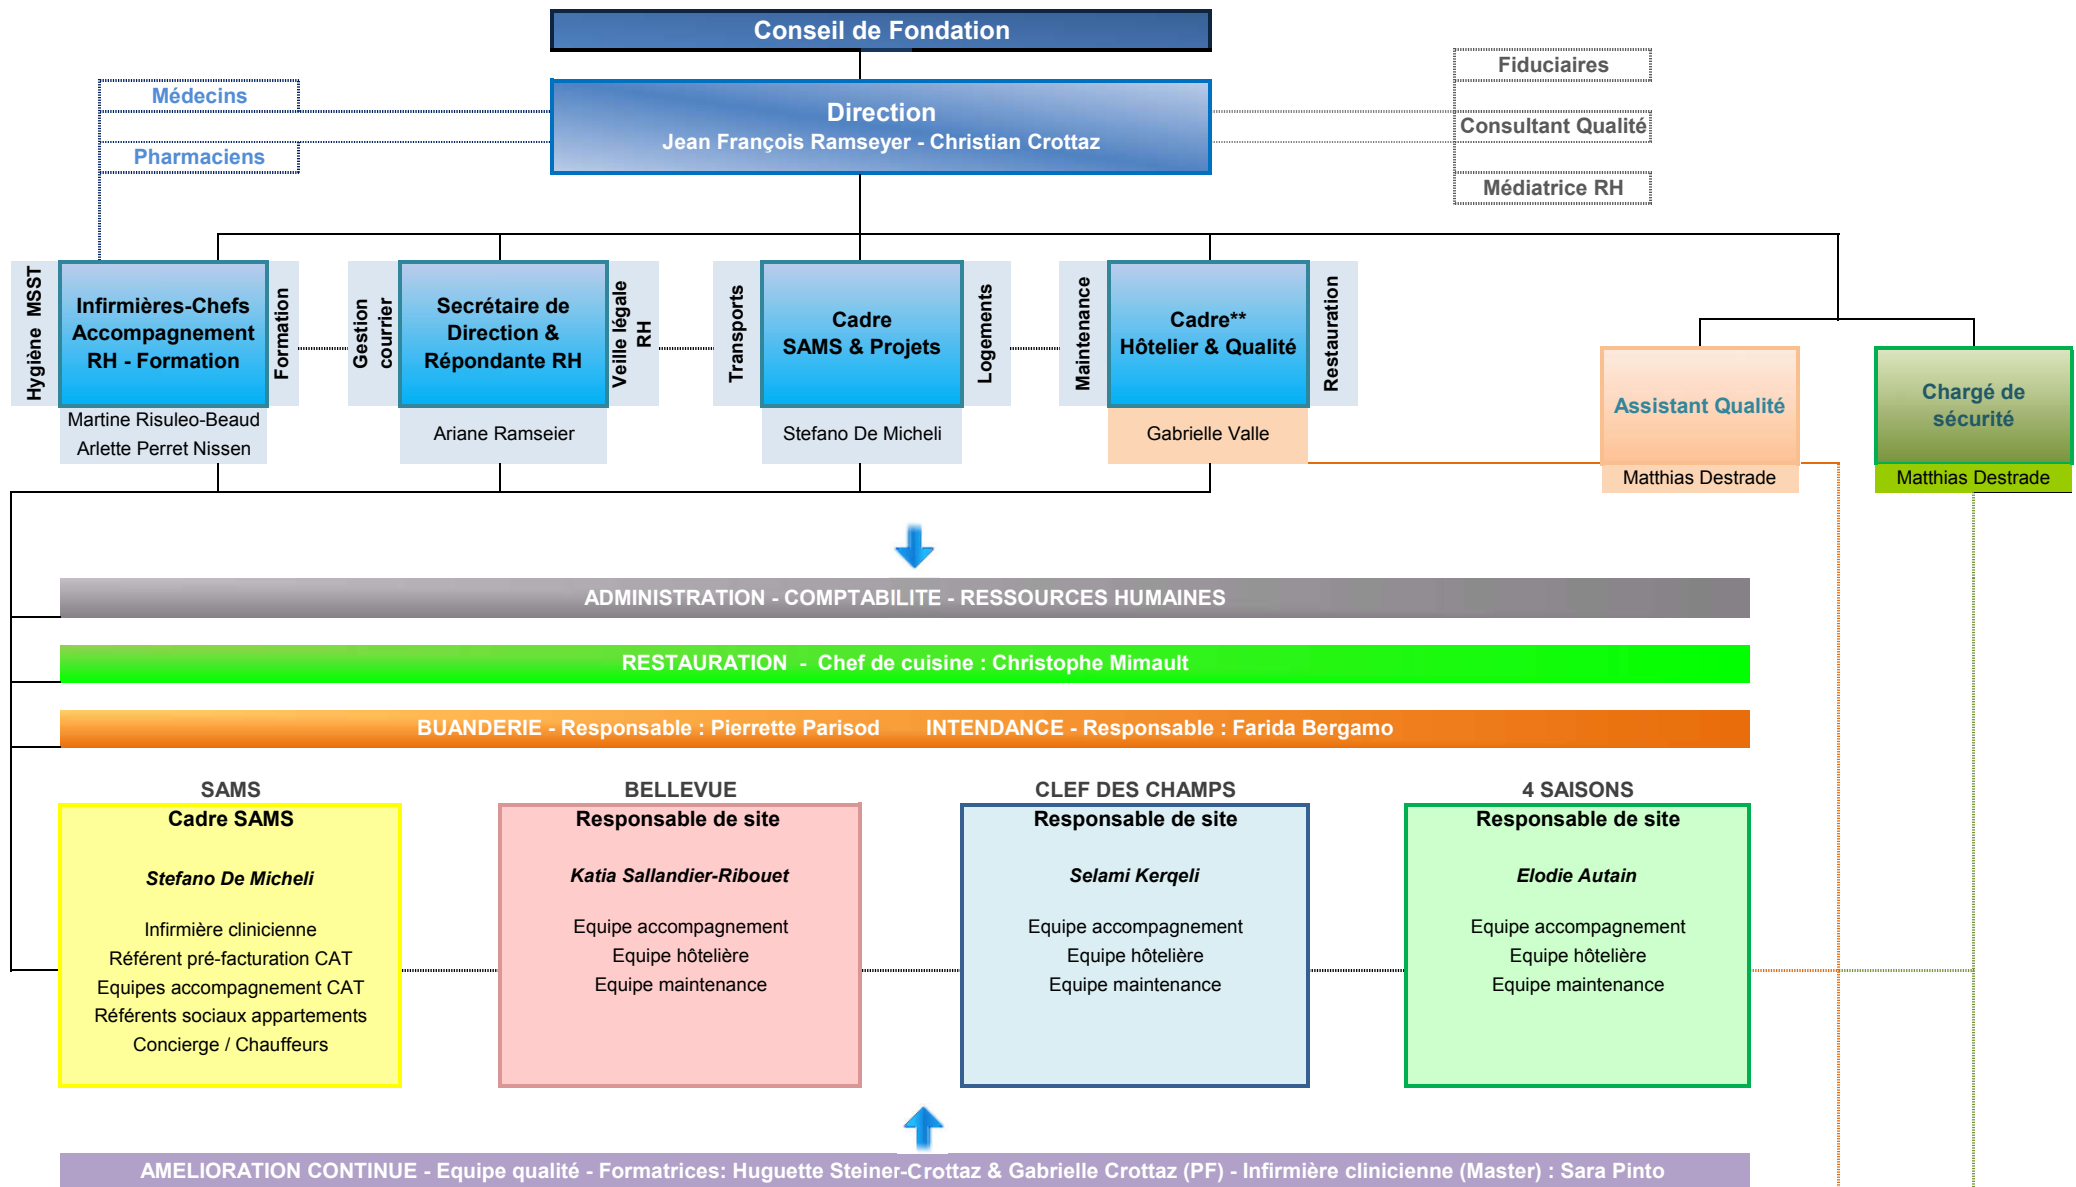 Conseil de Fondation
Fiduciaires
Médecins
Direction
Jean François Ramseyer - Christian Crottaz
Consultant Qualité
Pharmaciens
Médiatrice RH
Hygiène  MSST
Infirmières-Chefs
Accompagnement
RH - Formation
Formation
Martine Risuleo-Beaud
Arlette Perret Nissen
Gestion
courrier
Secrétaire de
Direction &
Répondante RH
Veille légale
RH
Ariane Ramseier
Transports
Cadre
SAMS & Projets
Logements
Stefano De Micheli
Maintenance
Cadre**
Hôtelier & Qualité
Restauration
Gabrielle Valle
Assistant Qualité
Matthias Destrade
Chargé de
sécurité
Matthias Destrade
ADMINISTRATION - COMPTABILITE - RESSOURCES HUMAINES
RESTAURATION  -  Chef de cuisine : Christophe Mimault
BUANDERIE - Responsable : Pierrette Parisod        INTENDANCE - Responsable : Farida Bergamo
SAMS
Cadre SAMS
Stefano De Micheli
Infirmière clinicienne
Référent pré-facturation CAT
Equipes accompagnement CAT
Référents sociaux appartements
Concierge / Chauffeurs
BELLEVUE
Responsable de site
Katia Sallandier-Ribouet
Equipe accompagnement
Equipe hôtelière
Equipe maintenance
CLEF DES CHAMPS
Responsable de site
Selami Kerqeli
Equipe accompagnement
Equipe hôtelière
Equipe maintenance
4 SAISONS
Responsable de site
Elodie Autain
Equipe accompagnement
Equipe hôtelière
Equipe maintenance
AMELIORATION CONTINUE - Equipe qualité - Formatrices: Huguette Steiner-Crottaz & Gabrielle Crottaz (PF) - Infirmière clinicienne (Master) : Sara Pinto